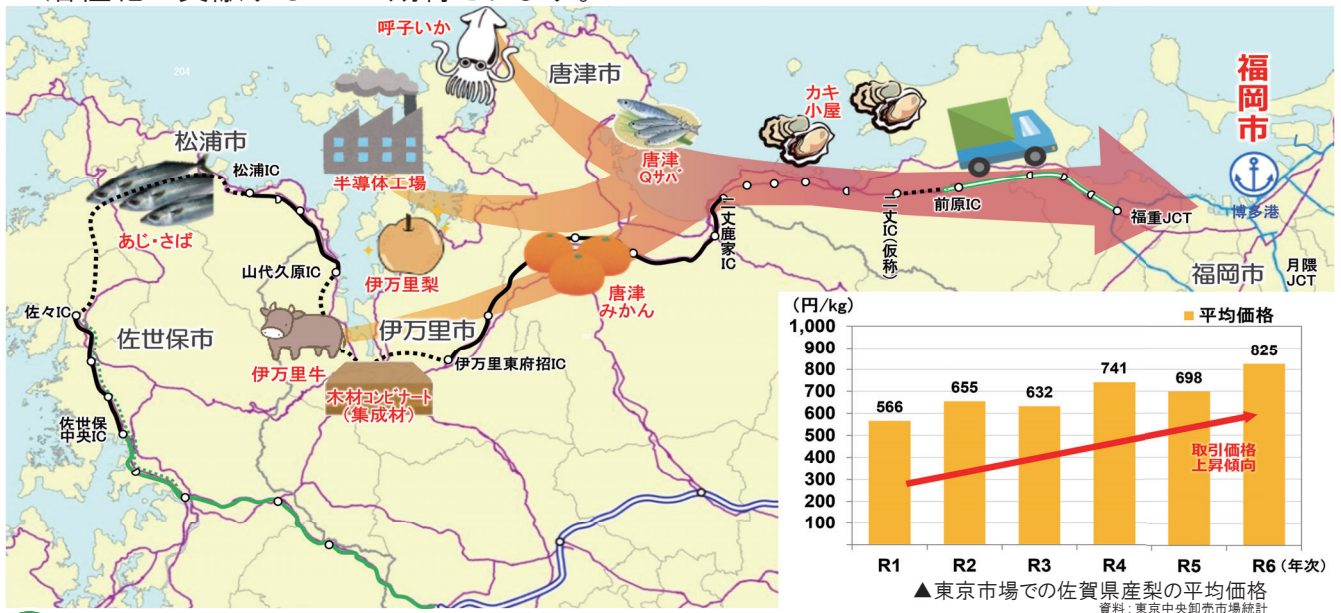 呼子いか
唐津市
204
松浦市
松浦IC
半導体工場
唐津
Qサバ
カキ
小屋
福岡市
博多港
あじ・さば
伊万里梨
山代久原IC
二丈鹿家IC
二丈IC(仮称)
前原IC
福重JCT
福岡市
月隈
JCT
唐津
みかん
佐々IC
佐世保市
伊万里市
伊万里牛
伊万里東府招IC
木材コンビナート
(集成材)
佐世保
中央IC
(円/kg)
平均価格
1,000
900
800
700
600
500
400
300
200
100
566
655
632
741
698
825
取引価格
上昇傾向
R1 R2 R3 R4 R5 R6 (年次)
▲東京市場での佐賀県産梨の平均価格
資料:東京中央卸売市場統計